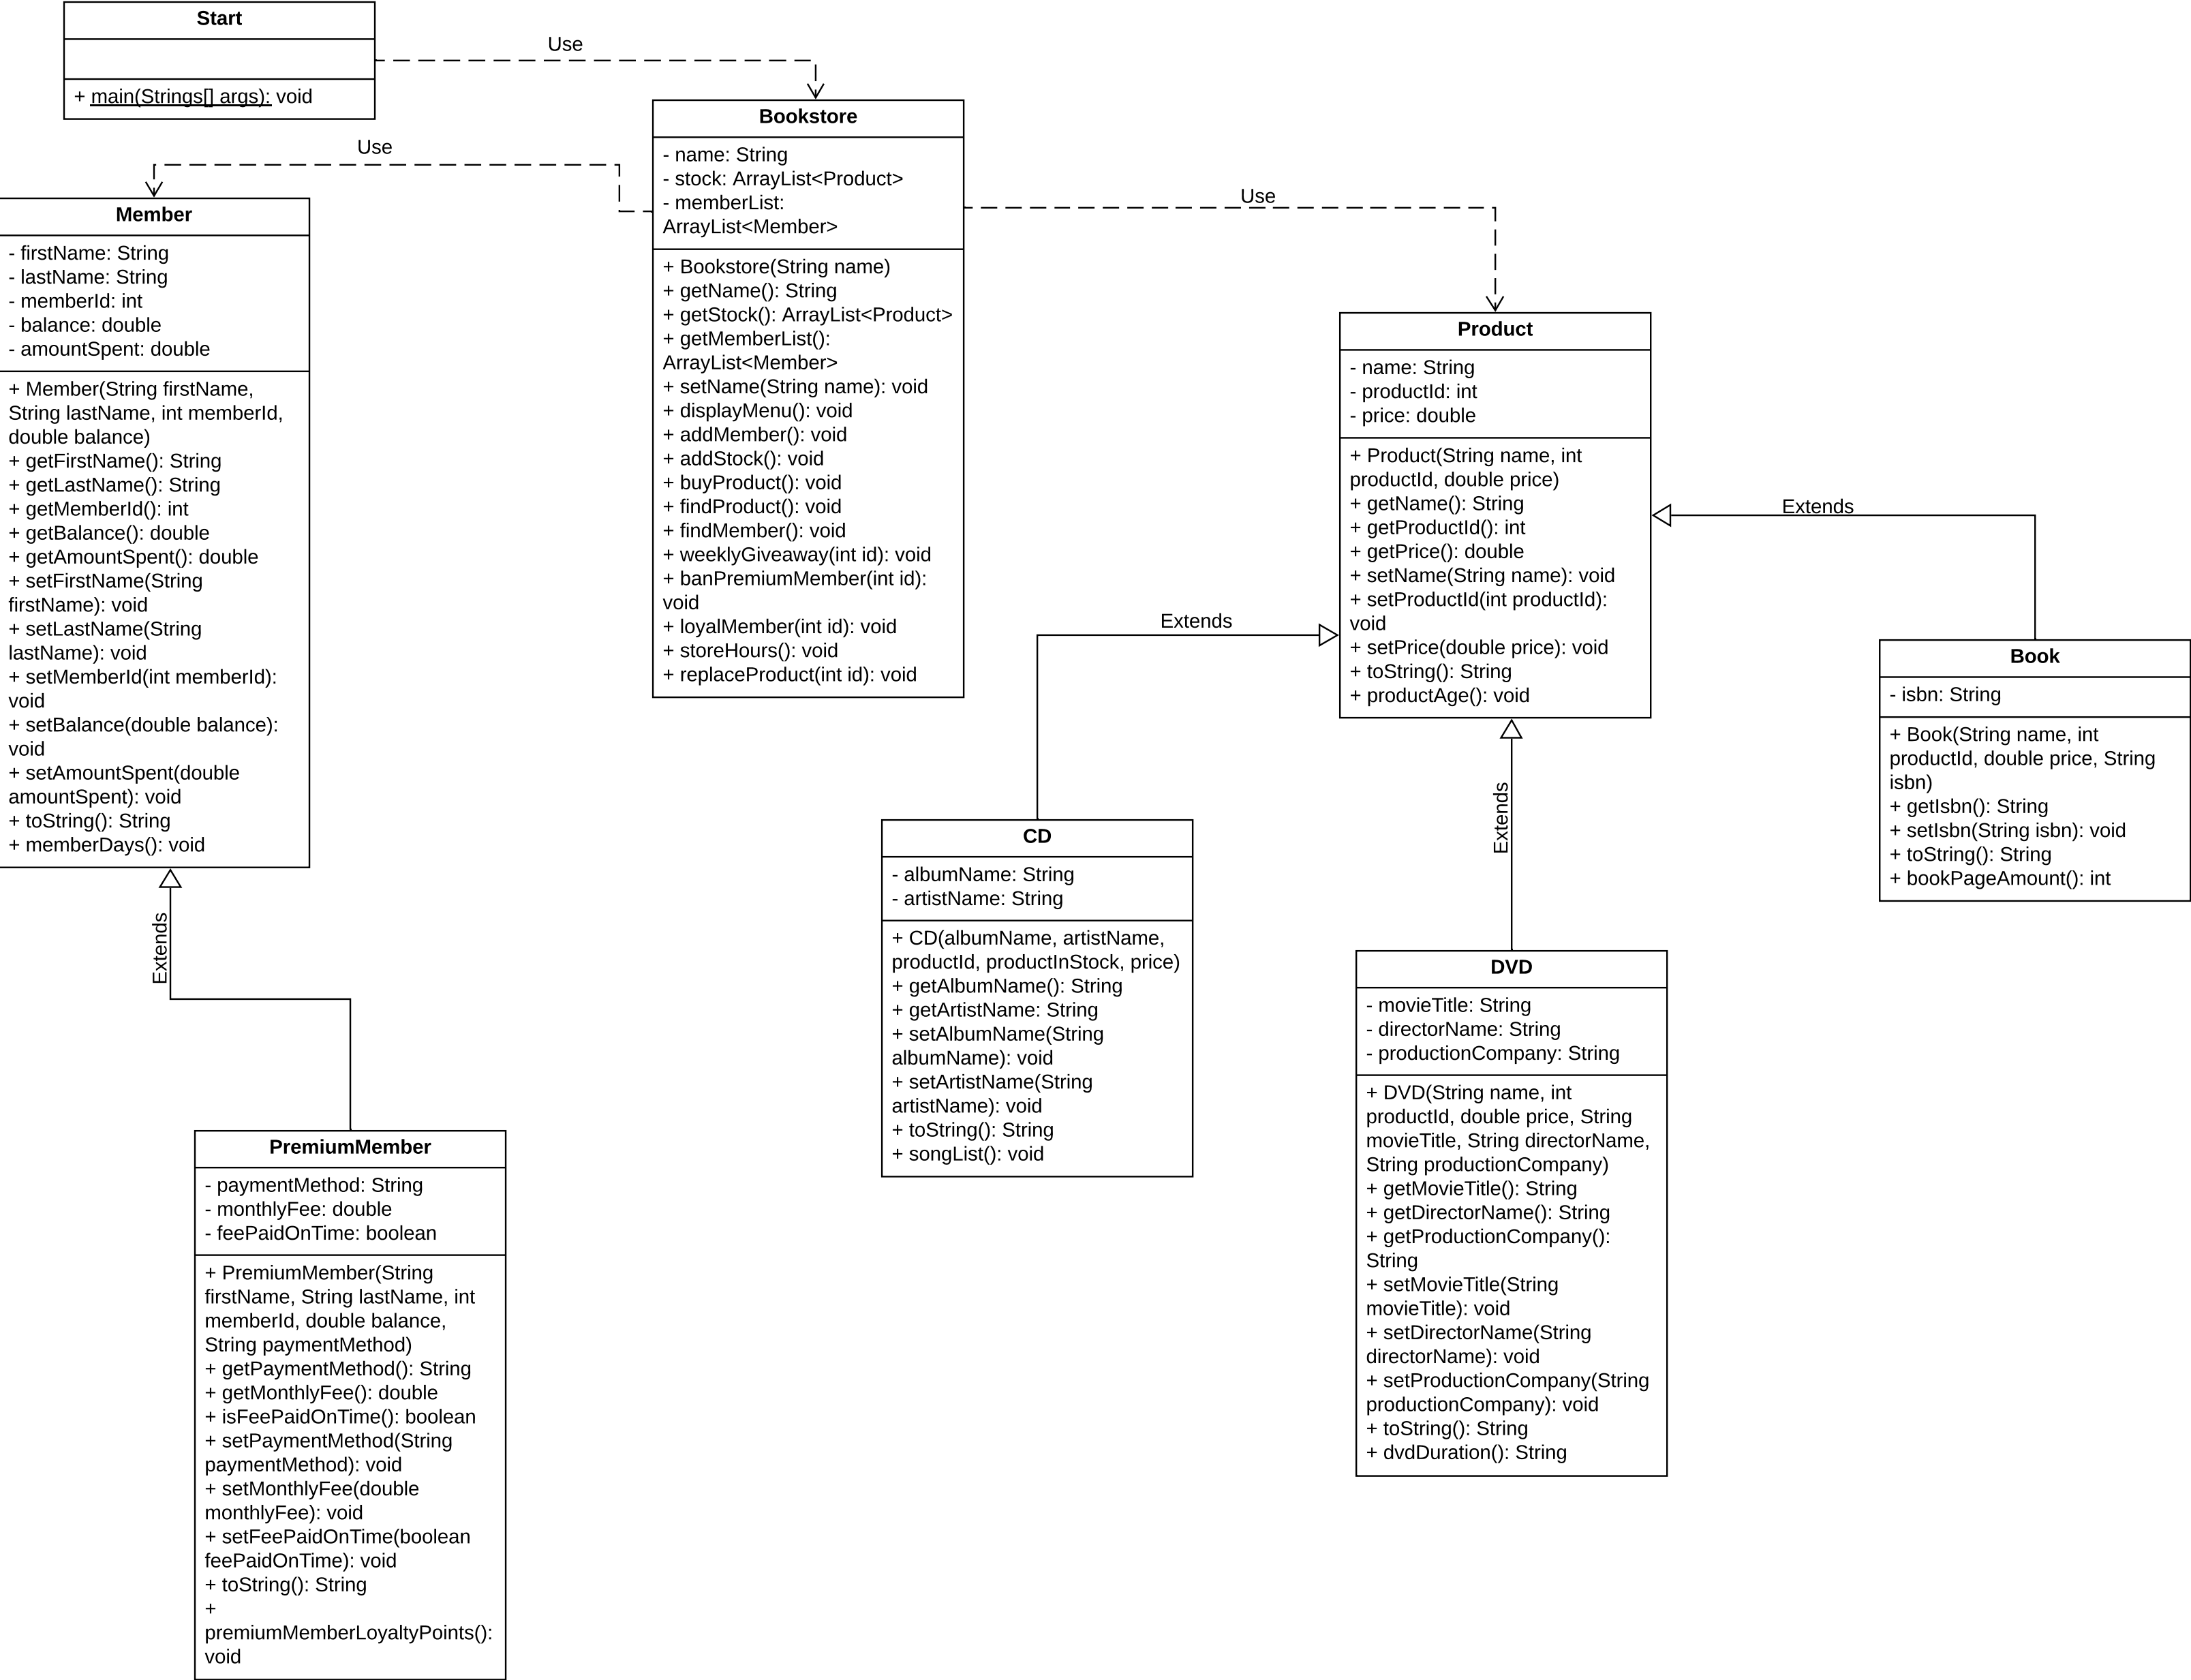 Start
+ main(Strings[] args): void
Use
Use
Member
- firstName: String
- lastName: String
- memberId: int
- balance: double
- amountSpent: double
+ Member(String firstName,
String lastName, int memberId,
double balance)
+ getFirstName(): String
+ getLastName(): String
+ getMemberId(): int
+ getBalance(): double
+ getAmountSpent(): double
+ setFirstName(String
firstName): void
+ setLastName(String
lastName): void
+ setMemberId(int memberId):
void
+ setBalance(double balance):
void
+ setAmountSpent(double
amountSpent): void
+ toString(): String
+ memberDays(): void
Extends
PremiumMember
- paymentMethod: String
- monthlyFee: double
- feePaidOnTime: boolean
+ PremiumMember(String
firstName, String lastName, int
memberId, double balance,
String paymentMethod)
+ getPaymentMethod(): String
+ getMonthlyFee(): double
+ isFeePaidOnTime(): boolean
+ setPaymentMethod(String
paymentMethod): void
+ setMonthlyFee(double
monthlyFee): void
+ setFeePaidOnTime(boolean
feePaidOnTime): void
+ toString(): String
+
premiumMemberLoyaltyPoints():
void
Bookstore
- name: String
- stock: ArrayList<Product>
- memberList:
ArrayList<Member>
+ Bookstore(String name)
+ getName(): String
+ getStock(): ArrayList<Product>
+ getMemberList():
ArrayList<Member>
+ setName(String name): void
+ displayMenu(): void
+ addMember(): void
+ addStock(): void
+ buyProduct(): void
+ findProduct(): void
+ findMember(): void
+ weeklyGiveaway(int id): void
+ banPremiumMember(int id):
void
+ loyalMember(int id): void
+ storeHours(): void
+ replaceProduct(int id): void
Use
Product
- name: String
- productId: int
- price: double
+ Product(String name, int
productId, double price)
+ getName(): String
+ getProductId(): int
+ getPrice(): double
+ setName(String name): void
+ setProductId(int productId):
void
+ setPrice(double price): void
+ toString(): String
+ productAge(): void
Extends
CD
- albumName: String
- artistName: String
+ CD(albumName, artistName,
productId, productInStock, price)
+ getAlbumName(): String
+ getArtistName: String
+ setAlbumName(String
albumName): void
+ setArtistName(String
artistName): void
+ toString(): String
+ songList(): void
Extends
DVD
- movieTitle: String
- directorName: String
- productionCompany: String
+ DVD(String name, int
productId, double price, String
movieTitle, String directorName,
String productionCompany)
+ getMovieTitle(): String
+ getDirectorName(): String
+ getProductionCompany():
String
+ setMovieTitle(String
movieTitle): void
+ setDirectorName(String
directorName): void
+ setProductionCompany(String
productionCompany): void
+ toString(): String
+ dvdDuration(): String
Extends
Book
- isbn: String
+ Book(String name, int
productId, double price, String
isbn)
+ getIsbn(): String
+ setIsbn(String isbn): void
+ toString(): String
+ bookPageAmount(): int